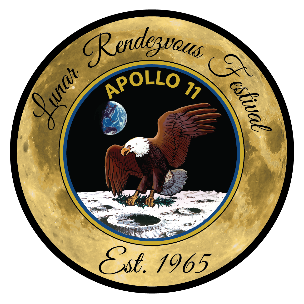 Lunar Rendezvous Festival
APOLLO 11
Est. 1965